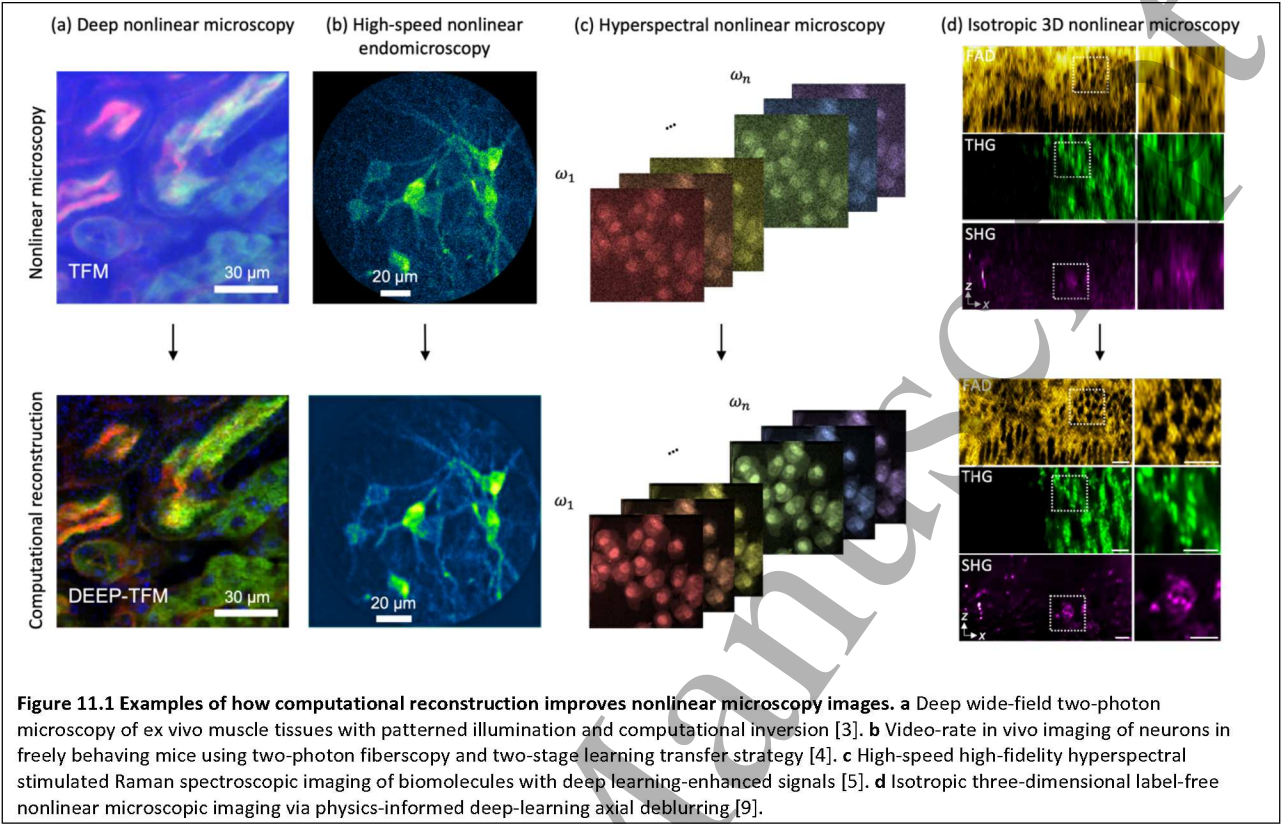 (a) Deep nonlinear microscopy
(b) High-speed nonlinear
endomicroscopy
(c) Hyperspectral nonlinear microscopy
(d) Isotropic 3D nonlinear microscopy
Nonlinear microscopy
TFM
30 μm
20 μm
ω1
...
ωn
FAD
THG
SHG
z
x
Computational reconstruction
DEEP-TFM
30 μm
20 μm
ω1
...
ωn
FAD
THG
SHG
z
x
Figure 11.1 Examples of how computational reconstruction improves nonlinear microscopy images. a Deep wide-field two-photon
microscopy of ex vivo muscle tissues with patterned illumination and computational inversion [3]. b Video-rate in vivo imaging of neurons in
freely behaving mice using two-photon fiberscopy and two-stage learning transfer strategy [4]. c High-speed high-fidelity hyperspectral
stimulated Raman spectroscopic imaging of biomolecules with deep learning-enhanced signals [5]. d Isotropic three-dimensional label-free
nonlinear microscopic imaging via physics-informed deep-learning axial deblurring [9].
Manuscript